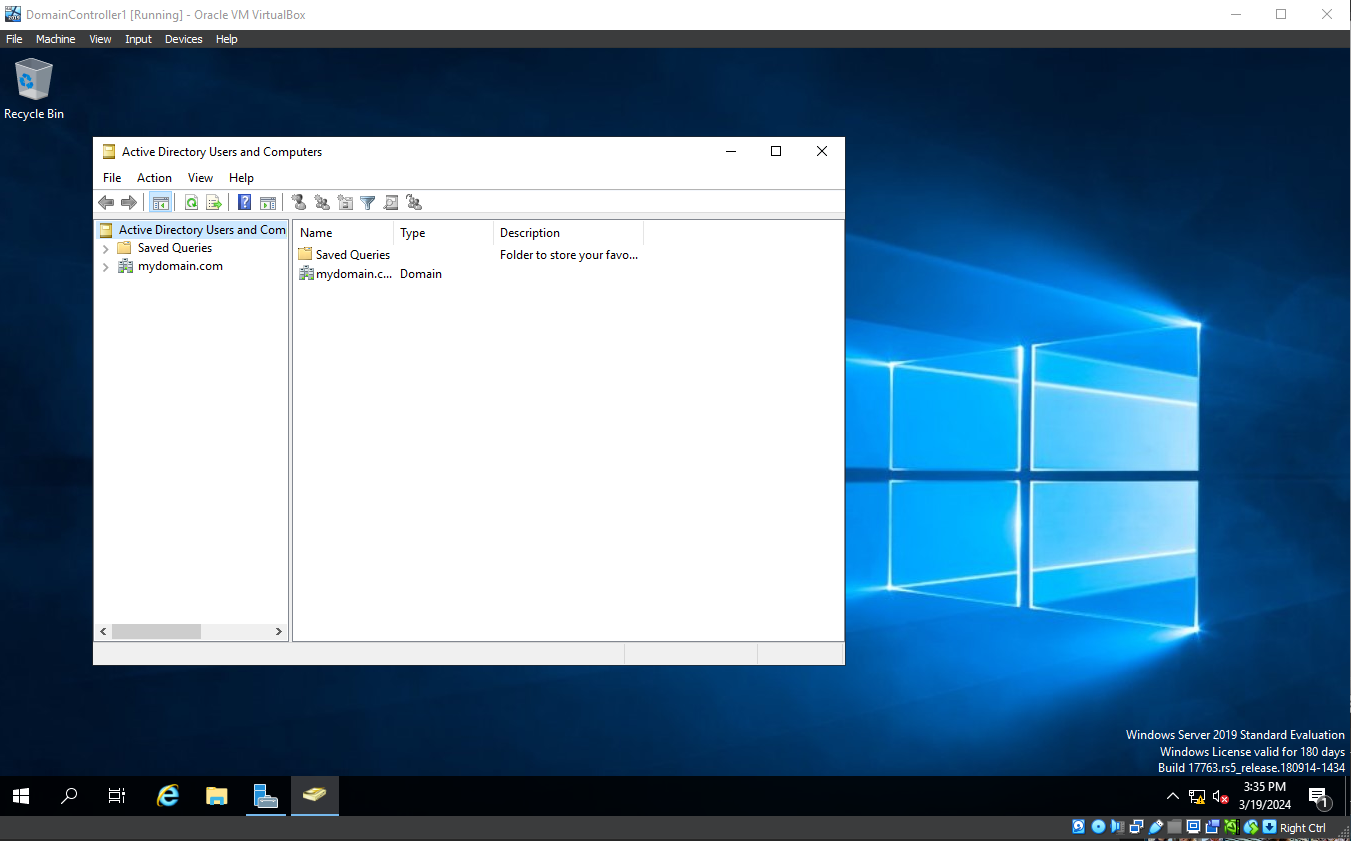 DomainController1 [Running] - Oracle VM VirtualBox
File Machine View Input Devices Help
Recycle Bin
Active Directory Users and Computers
File Action View Help
Active Directory Users and Com
Name Type Description
Saved Queries
Saved Queries Folder to store your favo...
mydomain.com
mydomain.c... Domain
Windows Server 2019 Standard Evaluation
Windows License valid for 180 days
Build 17763.rs5_release.180914-1434
3:35 PM
3/19/2024
1
Right Ctrl